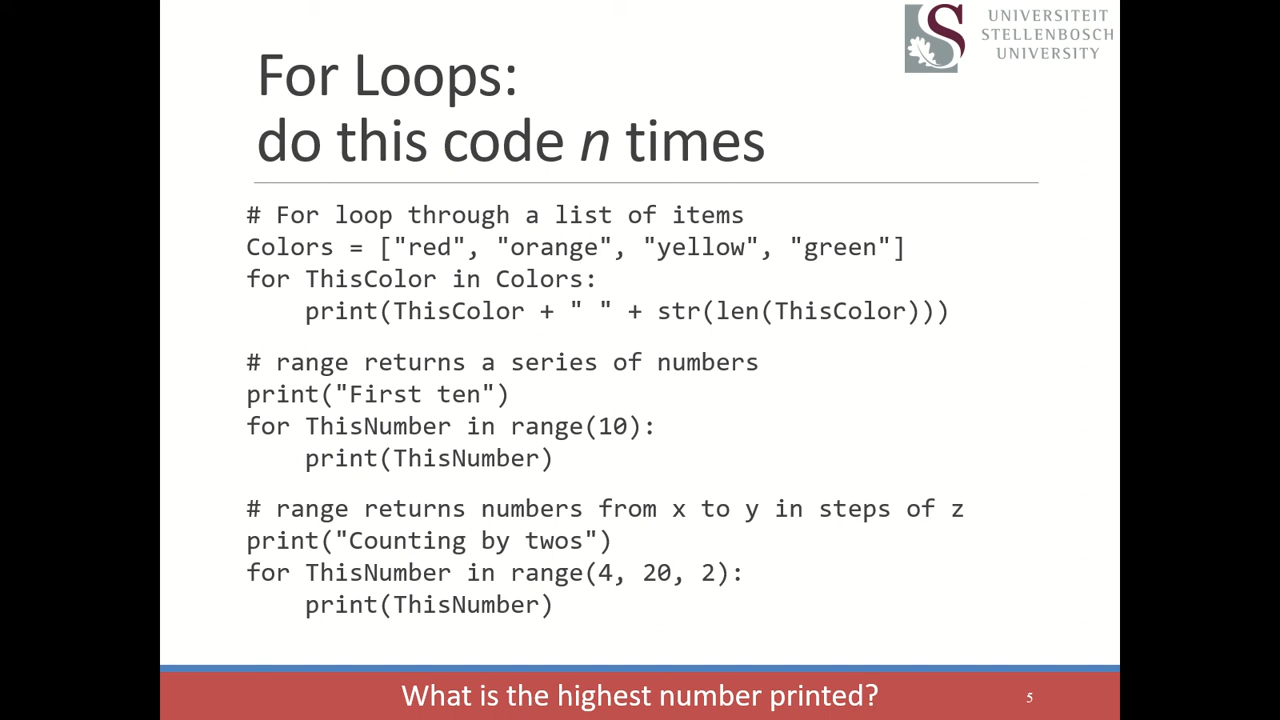 UNIVERSITEIT
STELLENBOSCH
UNIVERSITY
For Loops:
do this code n times
# For loop through a list of items
Colors = ["red", "orange", "yellow", "green"]
for ThisColor in Colors:
    print(ThisColor + " " + str(len(ThisColor)))
# range returns a series of numbers
print("First ten")
for ThisNumber in range(10):
    print(ThisNumber)
# range returns numbers from x to y in steps of z
print("Counting by twos")
for ThisNumber in range(4, 20, 2):
    print(ThisNumber)
What is the highest number printed?
5